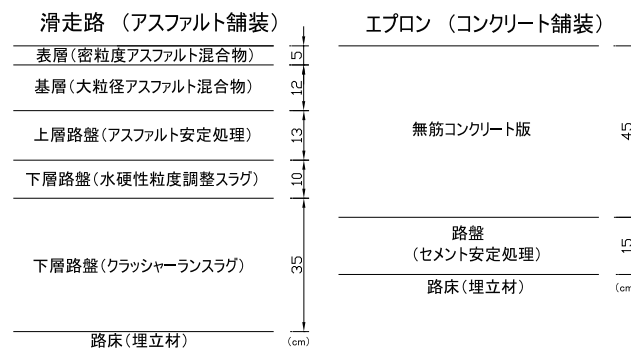 滑走路 (アスファルト舗装)
表層(密粒度アスファルト混合物)
5
基層(大粒径アスファルト混合物)
12
上層路盤(アスファルト安定処理)
13
下層路盤(水硬性粒度調整スラグ)
10
下層路盤(クラッシャーランスラグ)
35
路床(埋立材)
(cm)
エプロン (コンクリート舗装)
無筋コンクリート版
45
路盤
(セメント安定処理)
15
路床(埋立材)
(cm